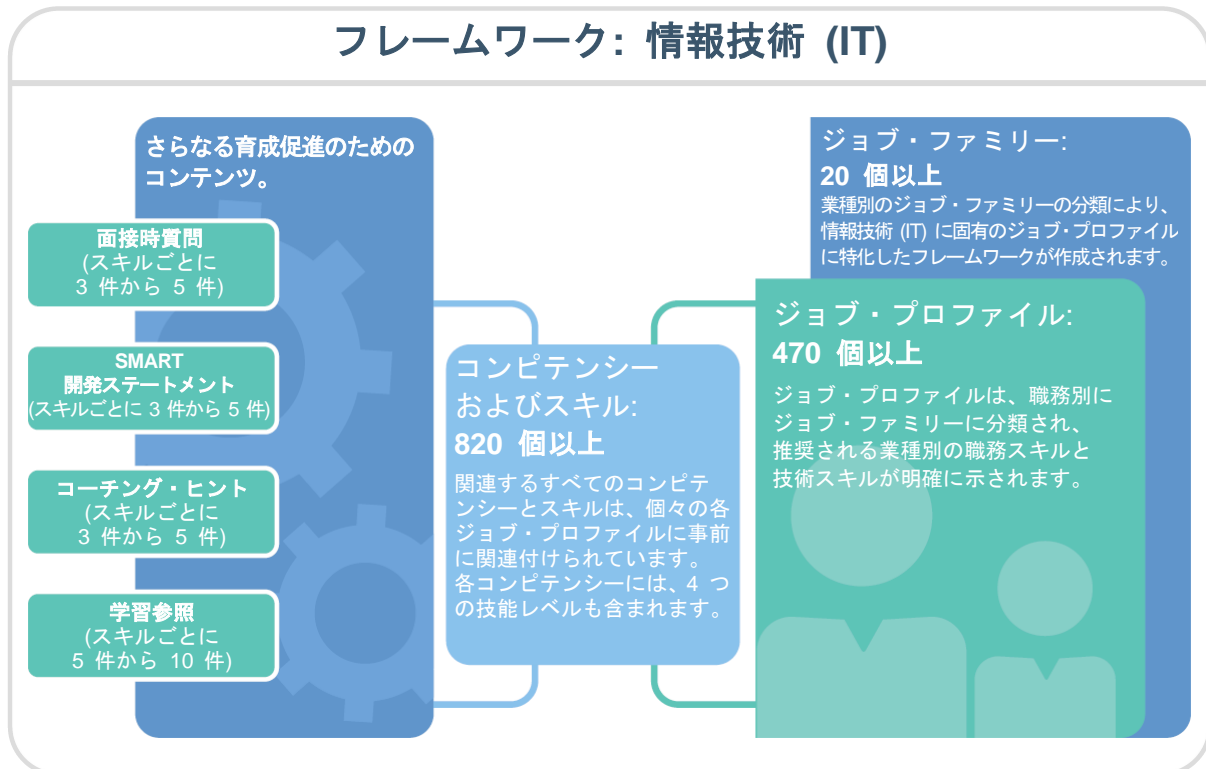 フレームワーク: 情報技術 (IT)
さらなる育成促進のための
コンテンツ。
面接時質問
(スキルごとに
3 件から 5 件)
SMART
開発ステートメント
(スキルごとに 3 件から 5 件)
コーチング・ヒント
(スキルごとに
3 件から 5 件)
学習参照
(スキルごとに
5 件から 10 件)
コンピテンシー
およびスキル:
820 個以上
関連するすべてのコンピテ
ンシーとスキルは、個々の各
ジョブ・プロファイルに事前
に関連付けられています。
各コンピテンシーには、4 つ
の技能レベルも含まれます。
ジョブ・ファミリー:
20 個以上
業種別のジョブ・ファミリーの分類により、
情報技術 (IT) に固有のジョブ・プロファイル
に特化したフレームワークが作成されます。
ジョブ・プロファイル:
470 個以上
ジョブ・プロファイルは、職務別に
ジョブ・ファミリーに分類され、
推奨される業種別の職務スキルと
技術スキルが明確に示されます。